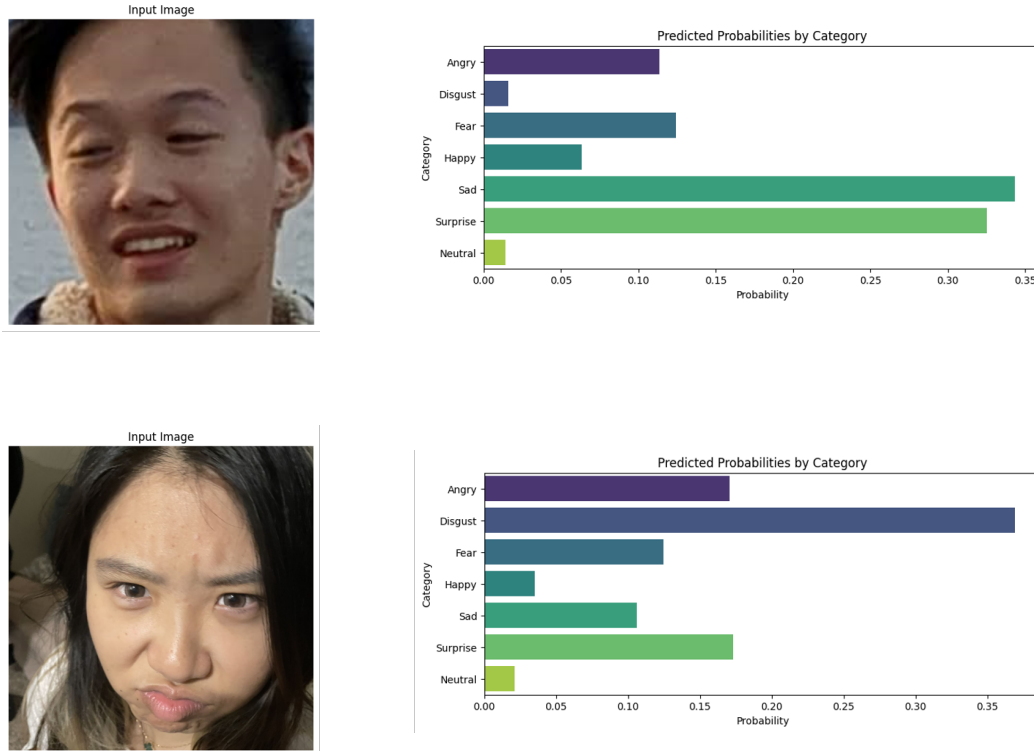 Input Image
Predicted Probabilities by Category
Category
Angry
Disgust
Fear
Happy
Sad
Surprise
Neutral
0.00 0.05 0.10 0.15 0.20 0.25 0.30 0.35
Probability
Input Image
Predicted Probabilities by Category
Category
Angry
Disgust
Fear
Happy
Sad
Surprise
Neutral
0.00 0.05 0.10 0.15 0.20 0.25 0.30 0.35
Probability